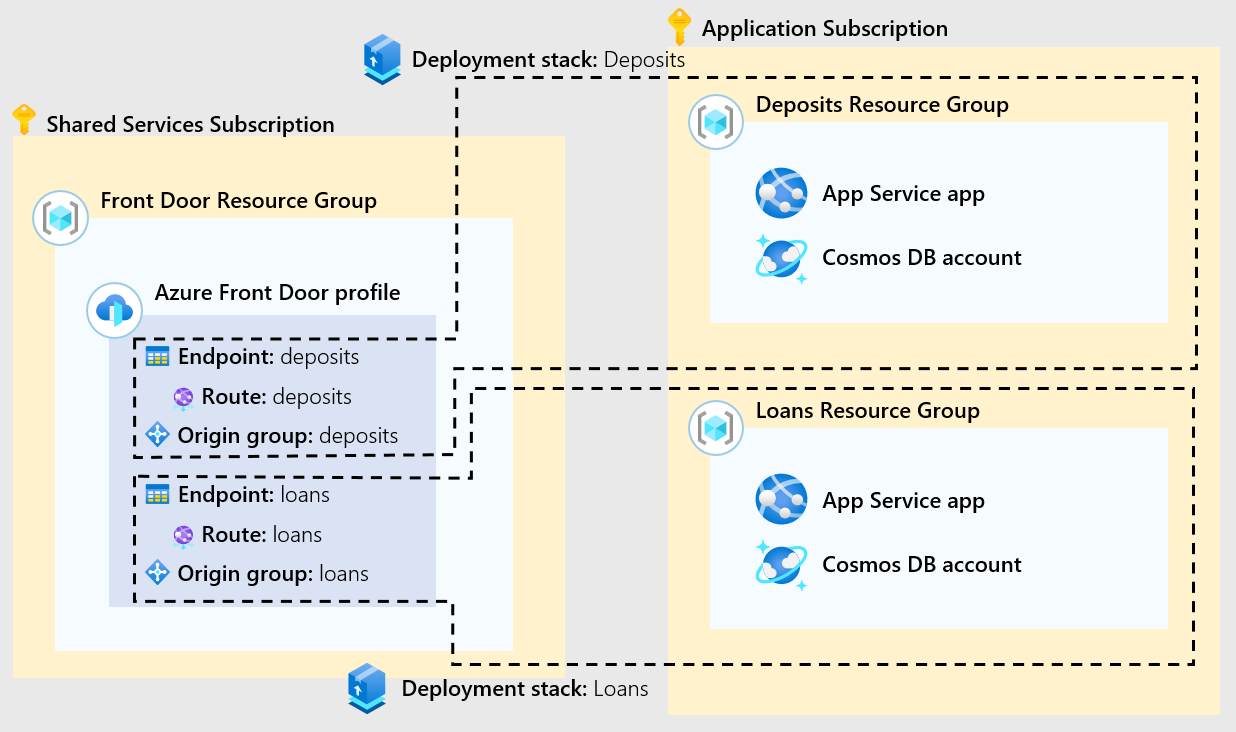 Application Subscription
Deployment stack: Deposits
Deposits Resource Group
Shared Services Subscription
Front Door Resource Group
App Service app
Cosmos DB account
Azure Front Door profile
Endpoint: deposits
Route: deposits
Origin group: deposits
Loans Resource Group
Endpoint: loans
App Service app
Route: loans
Cosmos DB account
Origin group: loans
Deployment stack: Loans